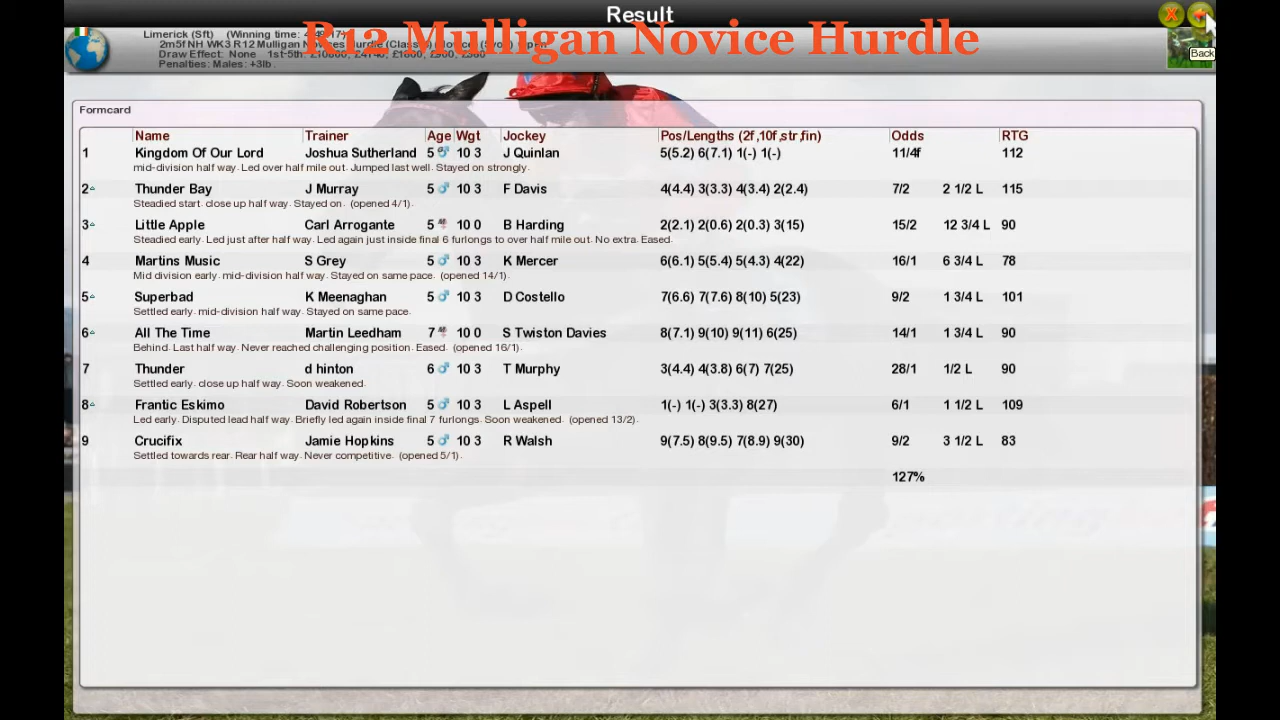 Result
R12 Mulligan Novice Hurdle
Limerick (Sft) (Winning time:
2m5f NH WK3 R12 Mulligan
Draw Effect: None 1st-5th:
Penalties: Males: +3lb.
Back
Formcard
Name Trainer Age Wgt Jockey Pos/Lengths (2f,10f,str,fin) Odds RTG
1 Kingdom Of Our Lord Joshua Sutherland 5 10 3 J Quinlan 5(5.2) 6(7.1) 1(-) 1(-) 11/4f 112
mid-division half way. Led over half mile out. Jumped last well. Stayed on strongly.
2 Thunder Bay J Murray 5 10 3 F Davis 4(4.4) 3(3.3) 4(3.4) 2(2.4) 7/2 2 1/2 L 115
Steadied start. close up half way. Stayed on. (opened 4/1).
3 Little Apple Carl Arrogante 5 10 0 B Harding 2(2.1) 2(0.6) 2(0.3) 3(15) 15/2 12 3/4 L 90
Steadied early. Led just after half way. Led again just inside final 6 furlongs to over half mile out. No extra. Eased.
4 Martins Music S Grey 5 10 3 K Mercer 6(6.1) 5(5.4) 5(4.3) 4(22) 16/1 6 3/4 L 78
Mid division early. mid-division half way. Stayed on same pace. (opened 14/1).
5 Superbad K Meenaghan 5 10 3 D Costello 7(6.6) 7(7.6) 8(10) 5(23) 9/2 1 3/4 L 101
Settled early. mid-division half way. Stayed on same pace.
6 All The Time Martin Leedham 7 10 0 S Twiston Davies 8(7.1) 9(10) 9(11) 6(25) 14/1 1 3/4 L 90
Behind. Last half way. Never reached challenging position. Eased. (opened 16/1).
7 Thunder d hinton 6 10 3 T Murphy 3(4.4) 4(3.8) 6(7) 7(25) 28/1 1/2 L 90
Settled early. close up half way. Soon weakened.
8 Frantic Eskimo David Robertson 5 10 3 L Aspell 1(-) 1(-) 3(3.3) 8(27) 6/1 1 1/2 L 109
Led early. Disputed lead half way. Briefly led again inside final 7 furlongs. Soon weakened. (opened 13/2).
9 Crucifix Jamie Hopkins 5 10 3 R Walsh 9(7.5) 8(9.5) 7(8.9) 9(30) 9/2 3 1/2 L 83
Settled towards rear. Rear half way. Never competitive. (opened 5/1).
127%